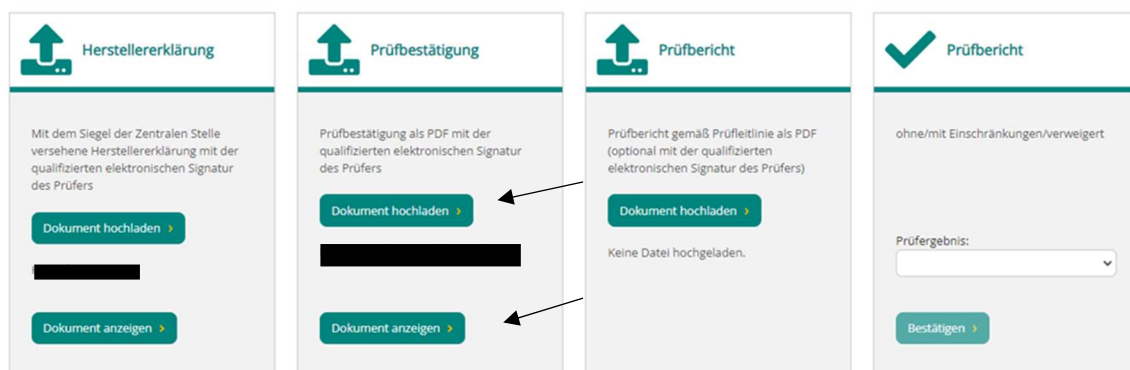 Herstellererklärung
Mit dem Siegel der Zentralen Stelle
versehene Herstellererklärung mit der
qualifizierten elektronischen Signatur
des Prüfers
Dokument hochladen >
Dokument anzeigen >
Prüfbestätigung
Prüfbestätigung als PDF mit der
qualifizierten elektronischen Signatur
des Prüfers
Dokument hochladen >
Dokument anzeigen >
Prüfbericht
Prüfbericht gemäß Prüfleitlinie als PDF
(optional mit der qualifizierten
elektronischen Signatur des Prüfers)
Dokument hochladen >
Keine Datei hochgeladen.
Prüfbericht
ohne/mit Einschränkungen/verweigert
Prüfergebnis:
Bestätigen >